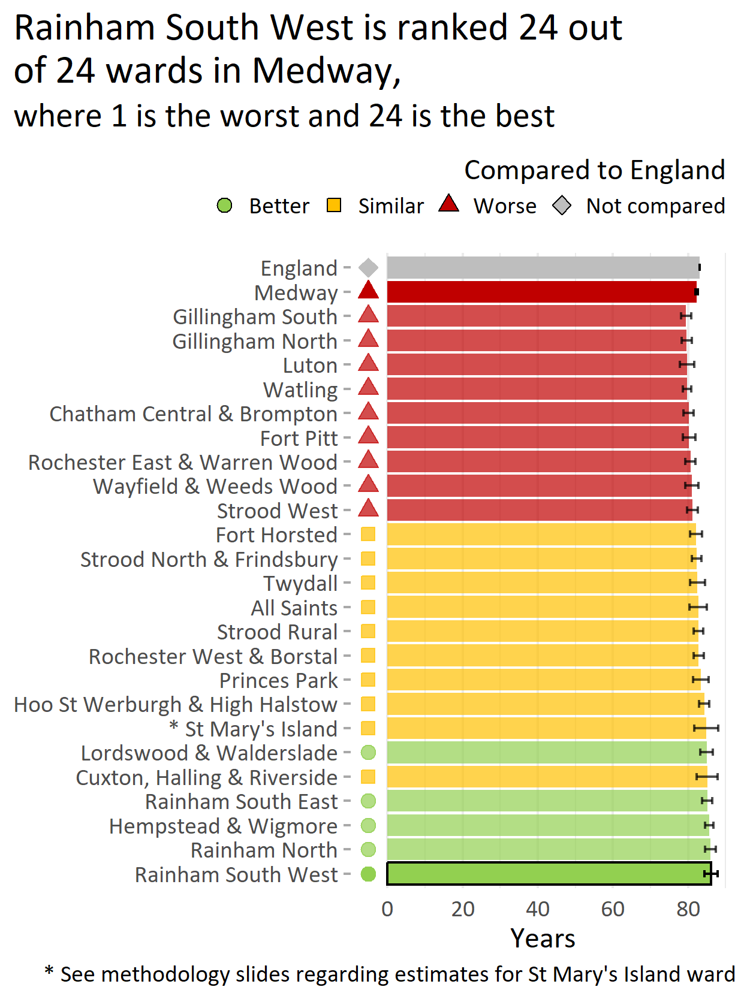 Rainham South West is ranked 24 out
of 24 wards in Medway,
where 1 is the worst and 24 is the best
Compared to England
Better Similar Worse Not compared
England
Medway
Gillingham South
Gillingham North
Luton
Watling
Chatham Central & Brompton
Fort Pitt
Rochester East & Warren Wood
Wayfield & Weeds Wood
Strood West
Fort Horsted
Strood North & Frindsbury
Twydall
All Saints
Strood Rural
Rochester West & Borstal
Princes Park
Hoo St Werburgh & High Halstow
* St Mary's Island
Lordswood & Walderslade
Cuxton, Halling & Riverside
Rainham South East
Hempstead & Wigmore
Rainham North
Rainham South West
0 20 40 60 80
Years
* See methodology slides regarding estimates for St Mary's Island ward